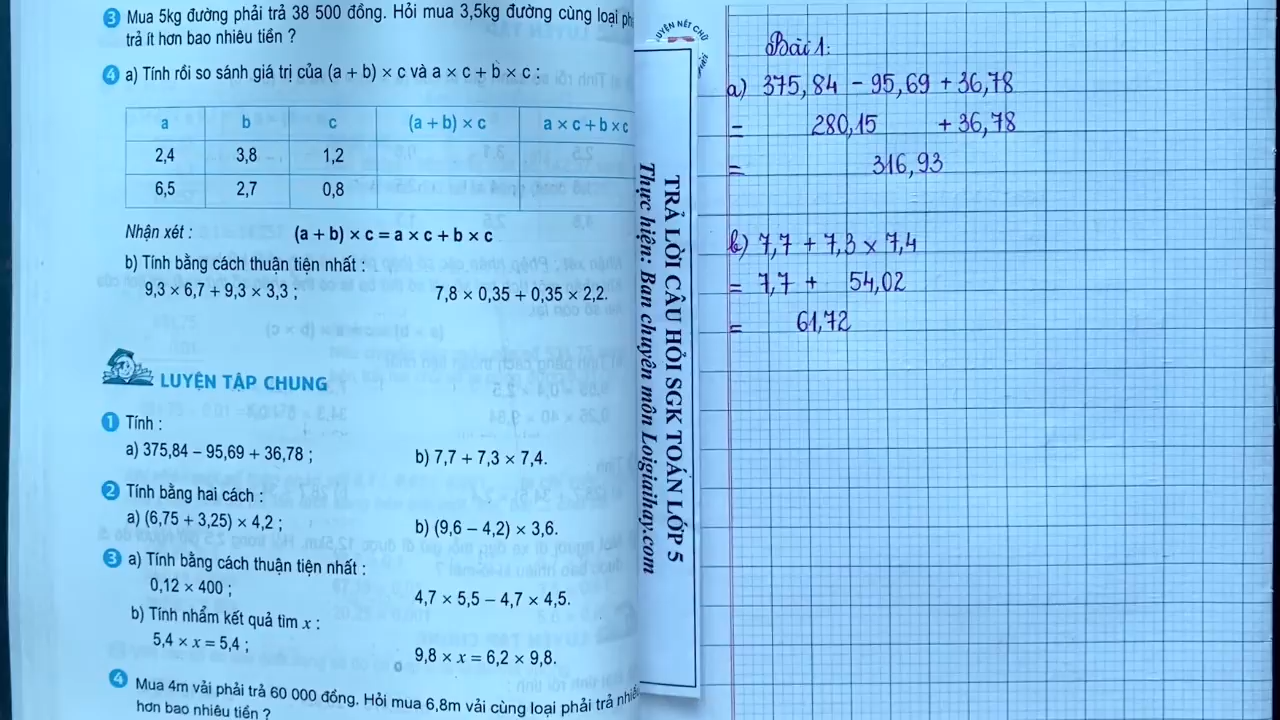 3 Mua 5kg đường phải trả 38 500 đồng. Hỏi mua 3,5kg đường cùng loại
trả ít hơn bao nhiêu tiền ?
4 a) Tính rồi so sánh giá trị của (a + b) × c và a × c + b × c :
a b c (a + b) × c a × c + b × c
2,4 3,8 1,2
6,5 2,7 0,8
Nhận xét : (a + b) × c = a × c + b × c
b) Tính bằng cách thuận tiện nhất :
9,3 × 6,7 + 9,3 × 3,3 ; 7,8 × 0,35 + 0,35 × 2,2.
LUYỆN TẬP CHUNG
1 Tính :
a) 375,84 – 95,69 + 36,78 ; b) 7,7 + 7,3 × 7,4.
2 Tính bằng hai cách :
a) (6,75 + 3,25) × 4,2 ; b) (9,6 – 4,2) × 3,6.
3 a) Tính bằng cách thuận tiện nhất :
0,12 × 400 ; 4,7 × 5,5 – 4,7 × 4,5.
b) Tính nhẩm kết quả tìm x :
5,4 × x = 5,4 ; 9,8 × x = 6,2 × 9,8.
4 Mua 4m vải phải trả 60 000 đồng. Hỏi mua 6,8m vải cùng loại phải trả
hơn bao nhiêu tiền ?
TRẢ LỜI CÂU HỎI SGK TOÁN LỚP 5
Thực hiện: Ban chuyên môn Loigiaihay.com
NÉT CHỮ
Bài 1:
a) 375,84 - 95,69 + 36,78
= 280,15 + 36,78
= 316,93
b) 7,7 + 7,3 x 7,4
= 7,7 + 54,02
= 61,72